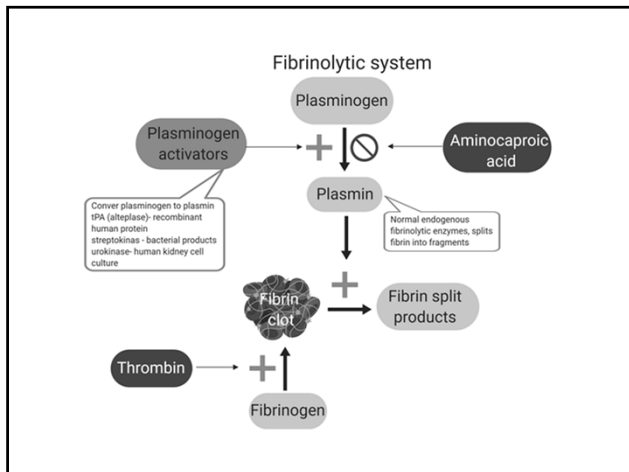 Fibrinolytic system
Plasminogen
Plasminogen
activators
Aminocaproic
acid
Conver plasminogen to plasmin
tPA (alteplase)- recombinant
human protein
streptokinas - bacterial products
urokinase- human kidney cell
culture
Plasmin
Normal endogenous
fibrinolytic enzymes, splits
fibrin into fragments
Fibrin
clot
Fibrin split
products
Thrombin
Fibrinogen